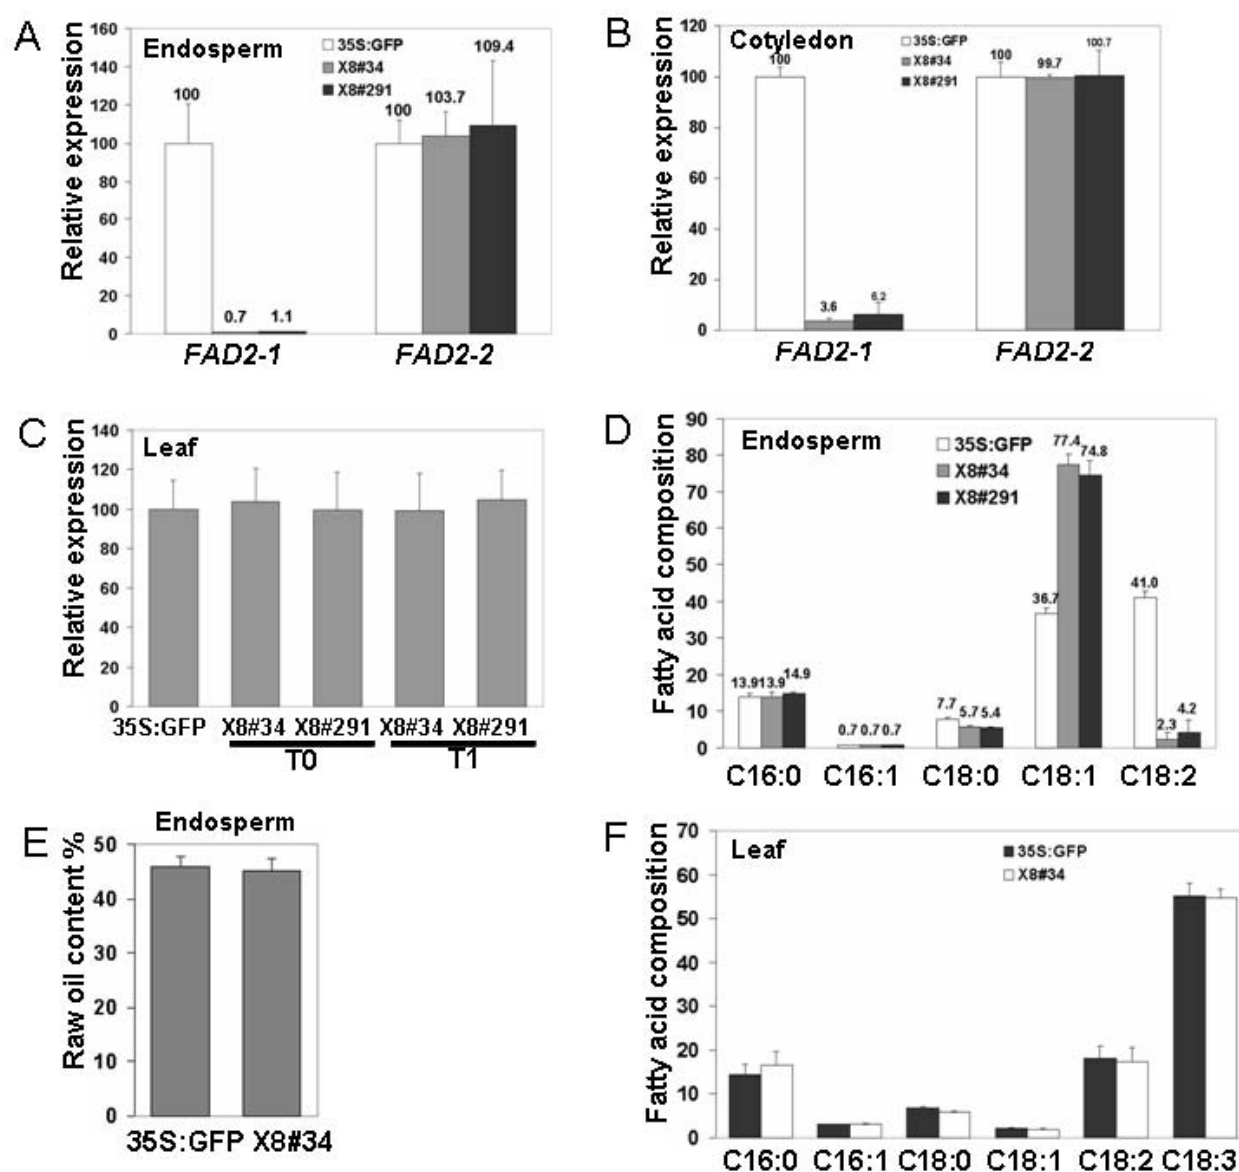 A
Endosperm
35S:GFP
X8#34
X8#291
Relative expression
160
140
120
100
80
60
40
20
0
100
0.7
1.1
100
103.7
109.4
FAD2-1
FAD2-2
B
Cotyledon
35S:GFP
X8#34
X8#291
Relative expression
120
100
80
60
40
20
0
100
3.6
6.2
100
99.7
100.7
FAD2-1
FAD2-2
C
Leaf
Relative expression
140
120
100
80
60
40
20
0
35S:GFP X8#34 X8#291 X8#34 X8#291
T0 T1
D
Endosperm
35S:GFP
X8#34
X8#291
Fatty acid composition
90
80
70
60
50
40
30
20
10
0
13.9 13.9 14.9
0.7 0.7 0.7
7.7 5.7 5.4
36.7 77.4 74.8
41.0 2.3 4.2
C16:0 C16:1 C18:0 C18:1 C18:2
E
Endosperm
Raw oil content %
50
40
30
20
10
0
35S:GFP X8#34
F
Leaf
35S:GFP
X8#34
Fatty acid composition
70
60
50
40
30
20
10
0
C16:0 C16:1 C18:0 C18:1 C18:2 C18:3